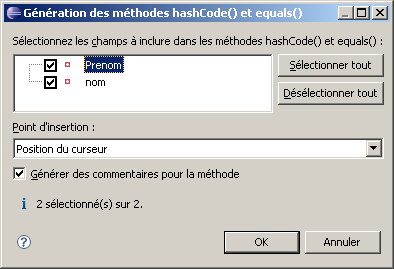 Génération des méthodes hashCode() et equals()
Sélectionnez les champs à inclure dans les méthodes hashCode() et equals() :
Prenom
nom
Sélectionner tout
Désélectionner tout
Point d'insertion :
Position du curseur
Générer des commentaires pour la méthode
2 sélectionné(s) sur 2.
OK
Annuler